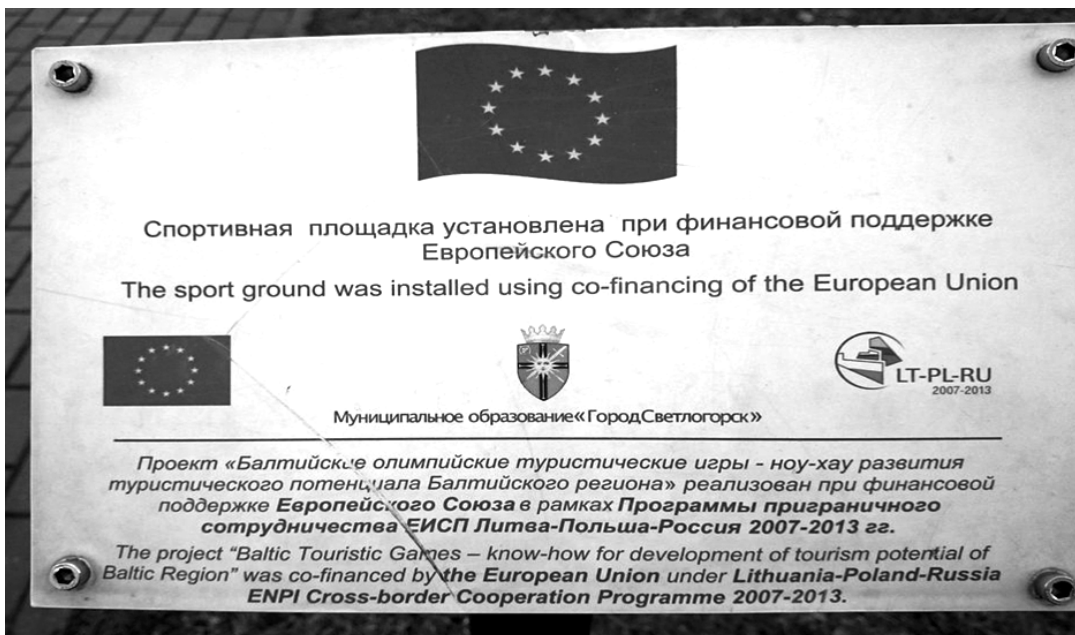 Спортивная площадка установлена при финансовой поддержке
Европейского Союза
The sport ground was installed using co-financing of the European Union
LT-PL-RU
2007-2013
Муниципальное образование«Город Светлогорск»
Проект «Балтийские олимпийские туристические игры - ноу-хау развития
туристического потенциала Балтийского региона» реализован при финансовой
поддержке Европейского Союза в рамках Программы приграничного
сотрудничества ЕИСП Литва-Польша-Россия 2007-2013 гг.
The project "Baltic Touristic Games – know-how for development of tourism potential of
Baltic Region" was co-financed by the European Union under Lithuania-Poland-Russia
ENPI Cross-border Cooperation Programme 2007-2013.